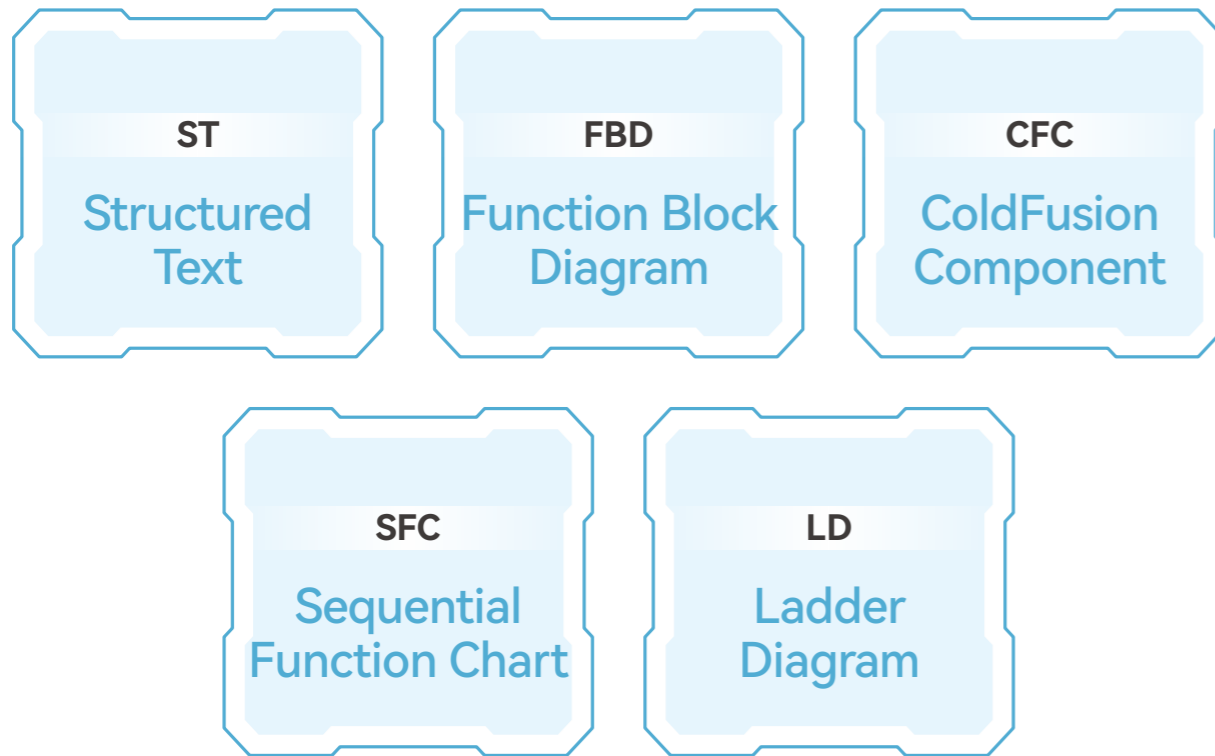 ST
Structured
Text
FBD
Function Block
Diagram
CFC
ColdFusion
Component
SFC
Sequential
Function Chart
LD
Ladder
Diagram